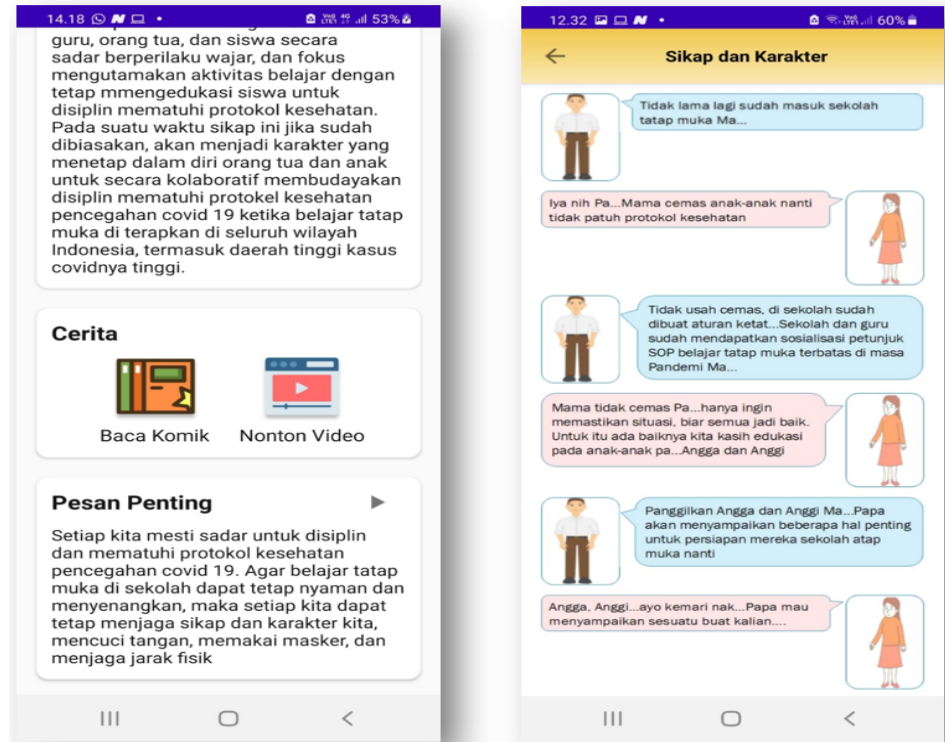 14.18
53%
guru, orang tua, dan siswa secara
sadar berperilaku wajar, dan fokus
mengutamakan aktivitas belajar dengan
tetap mmengedukasi siswa untuk
disiplin mematuhi protokol kesehatan.
Pada suatu waktu sikap ini jika sudah
dibiasakan, akan menjadi karakter yang
menetap dalam diri orang tua dan anak
untuk secara kolaboratif membudayakan
disiplin mematuhi protokel kesehatan
pencegahan covid 19 ketika belajar tatap
muka di terapkan di seluruh wilayah
Indonesia, termasuk daerah tinggi kasus
covidnya tinggi.
Cerita
Baca Komik
Nonton Video
Pesan Penting
Setiap kita mesti sadar untuk disiplin
dan mematuhi protokol kesehatan
pencegahan covid 19. Agar belajar tatap
muka di sekolah dapat tetap nyaman dan
menyenangkan, maka setiap kita dapat
tetap menjaga sikap dan karakter kita,
mencuci tangan, memakai masker, dan
menjaga jarak fisik
12.32
60%
Sikap dan Karakter
Tidak lama lagi sudah masuk sekolah
tatap muka Ma...
Iya nih Pa...Mama cemas anak-anak nanti
tidak patuh protokol kesehatan
Tidak usah cemas, di sekolah sudah
dibuat aturan ketat...Sekolah dan guru
sudah mendapatkan sosialisasi petunjuk
SOP belajar tatap muka terbatas di masa
Pandemi Ma...
Mama tidak cemas Pa...hanya ingin
memastikan situasi, biar semua jadi baik.
Untuk itu ada baiknya kita kasih edukasi
pada anak-anak pa...Angga dan Anggi
Panggilkan Angga dan Anggi Ma...Papa
akan menyampaikan beberapa hal penting
untuk persiapan mereka sekolah atap
muka nanti
Angga, Anggi...ayo kemari nak...Papa mau
menyampaikan sesuatu buat kalian....